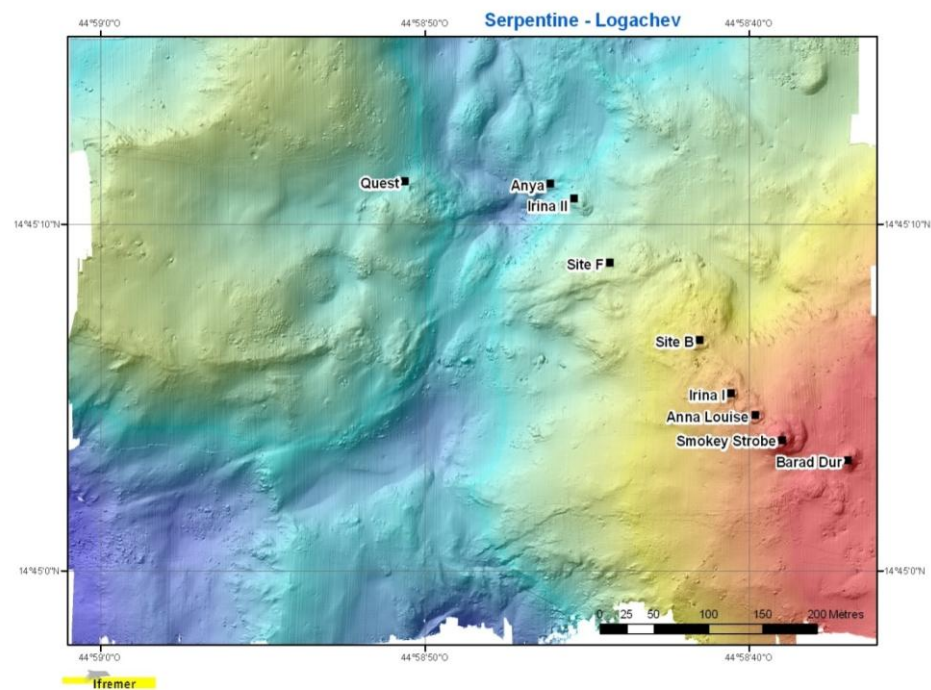 Serpentine - Logachev
44°59'0"O 44°58'50"O 44°58'40"O
Quest
Anya
Irina II
14°45'10"N 14°45'10"N
Site F
Site B
Irina I
Anna Louise
Smokey Strobe
Barad Dur
14°45'0"N 14°45'0"N
0 25 50 100 150 200 Metres
44°59'0"O 44°58'50"O 44°58'40"O
Ifremer